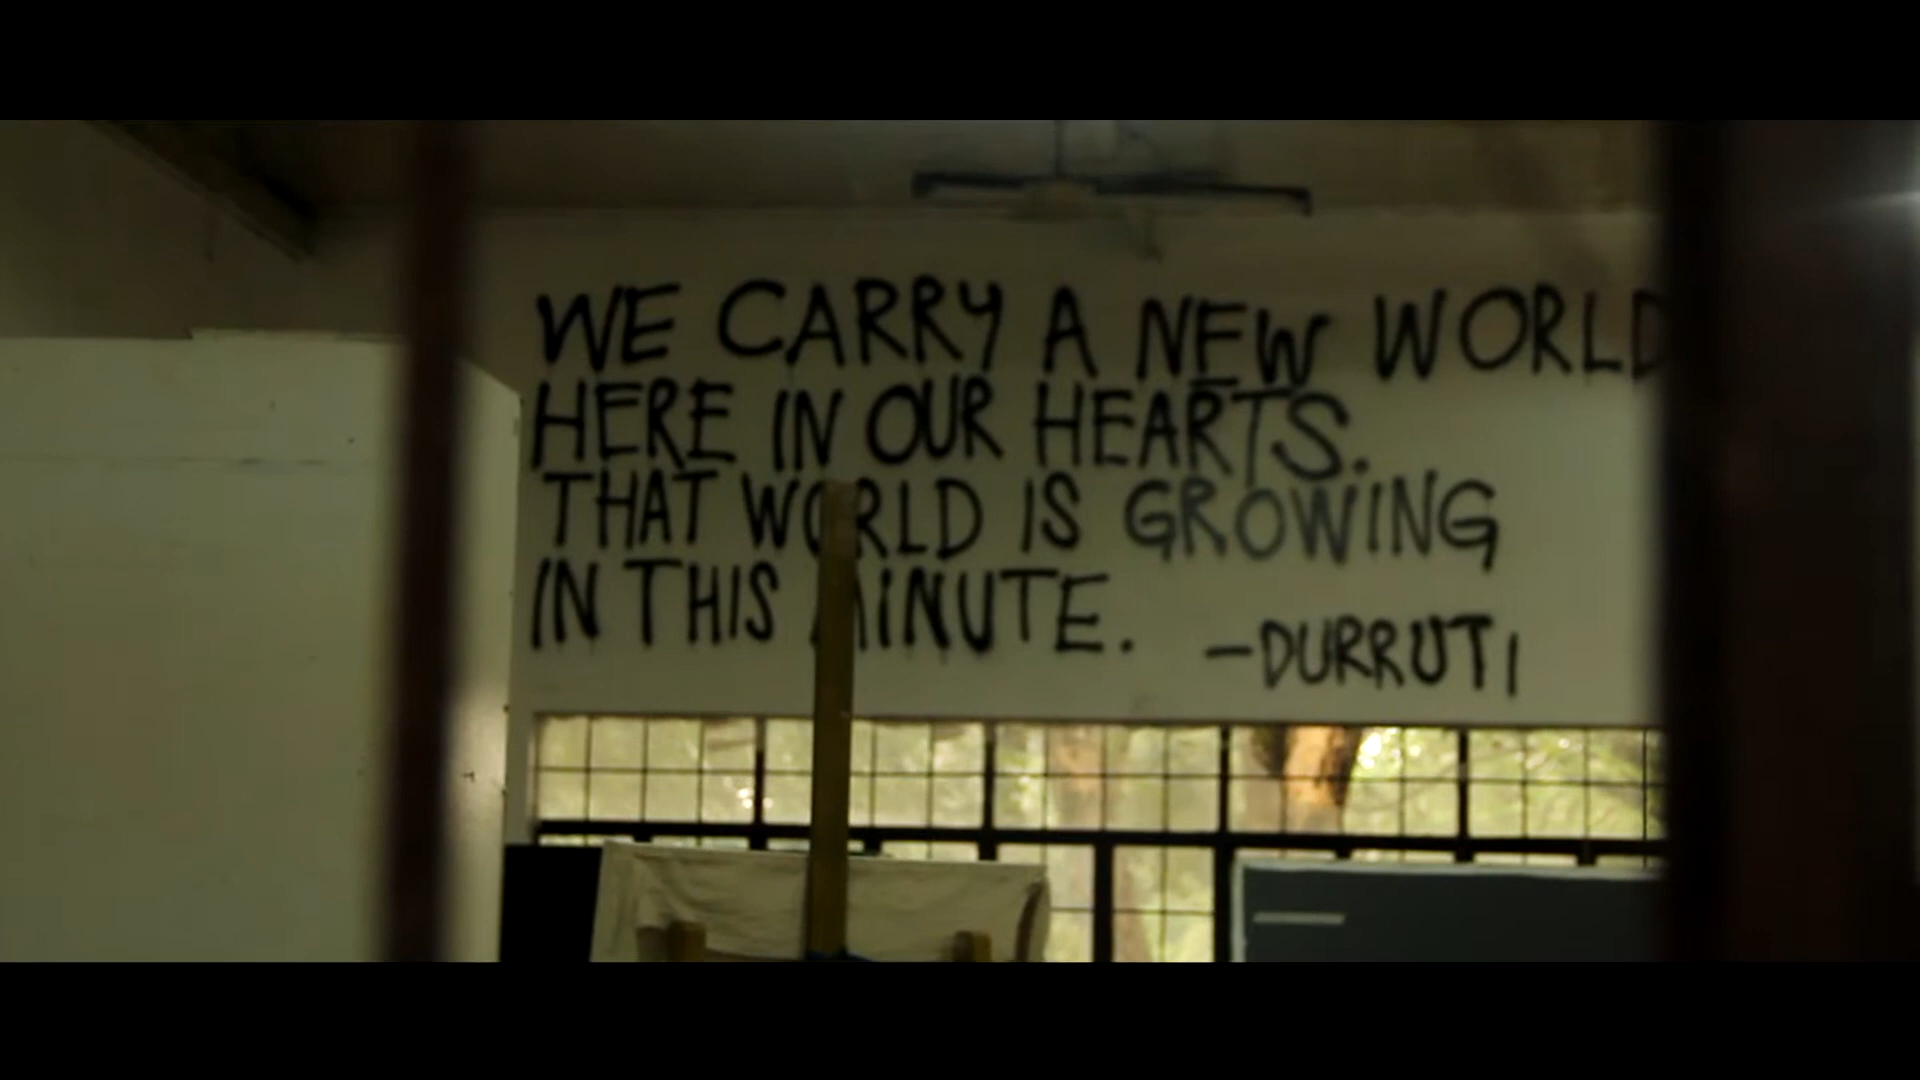 WE CARRY A NEW WORLD
HERE IN OUR HEARTS.
THAT WORLD IS GROWING
IN THIS MINUTE.
-DURRUTI